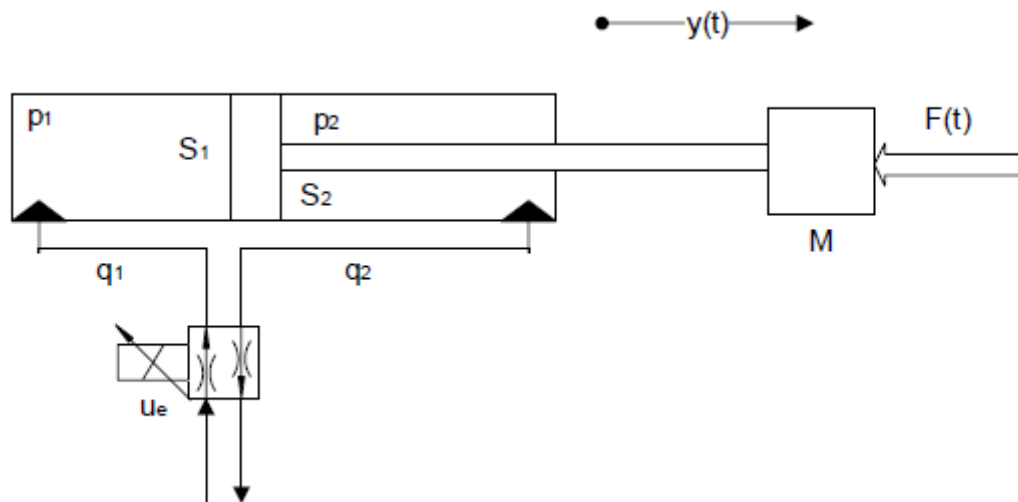 y(t)
p₁
p₂
F(t)
S₁
S₂
M
q₁
q₂
uₑ